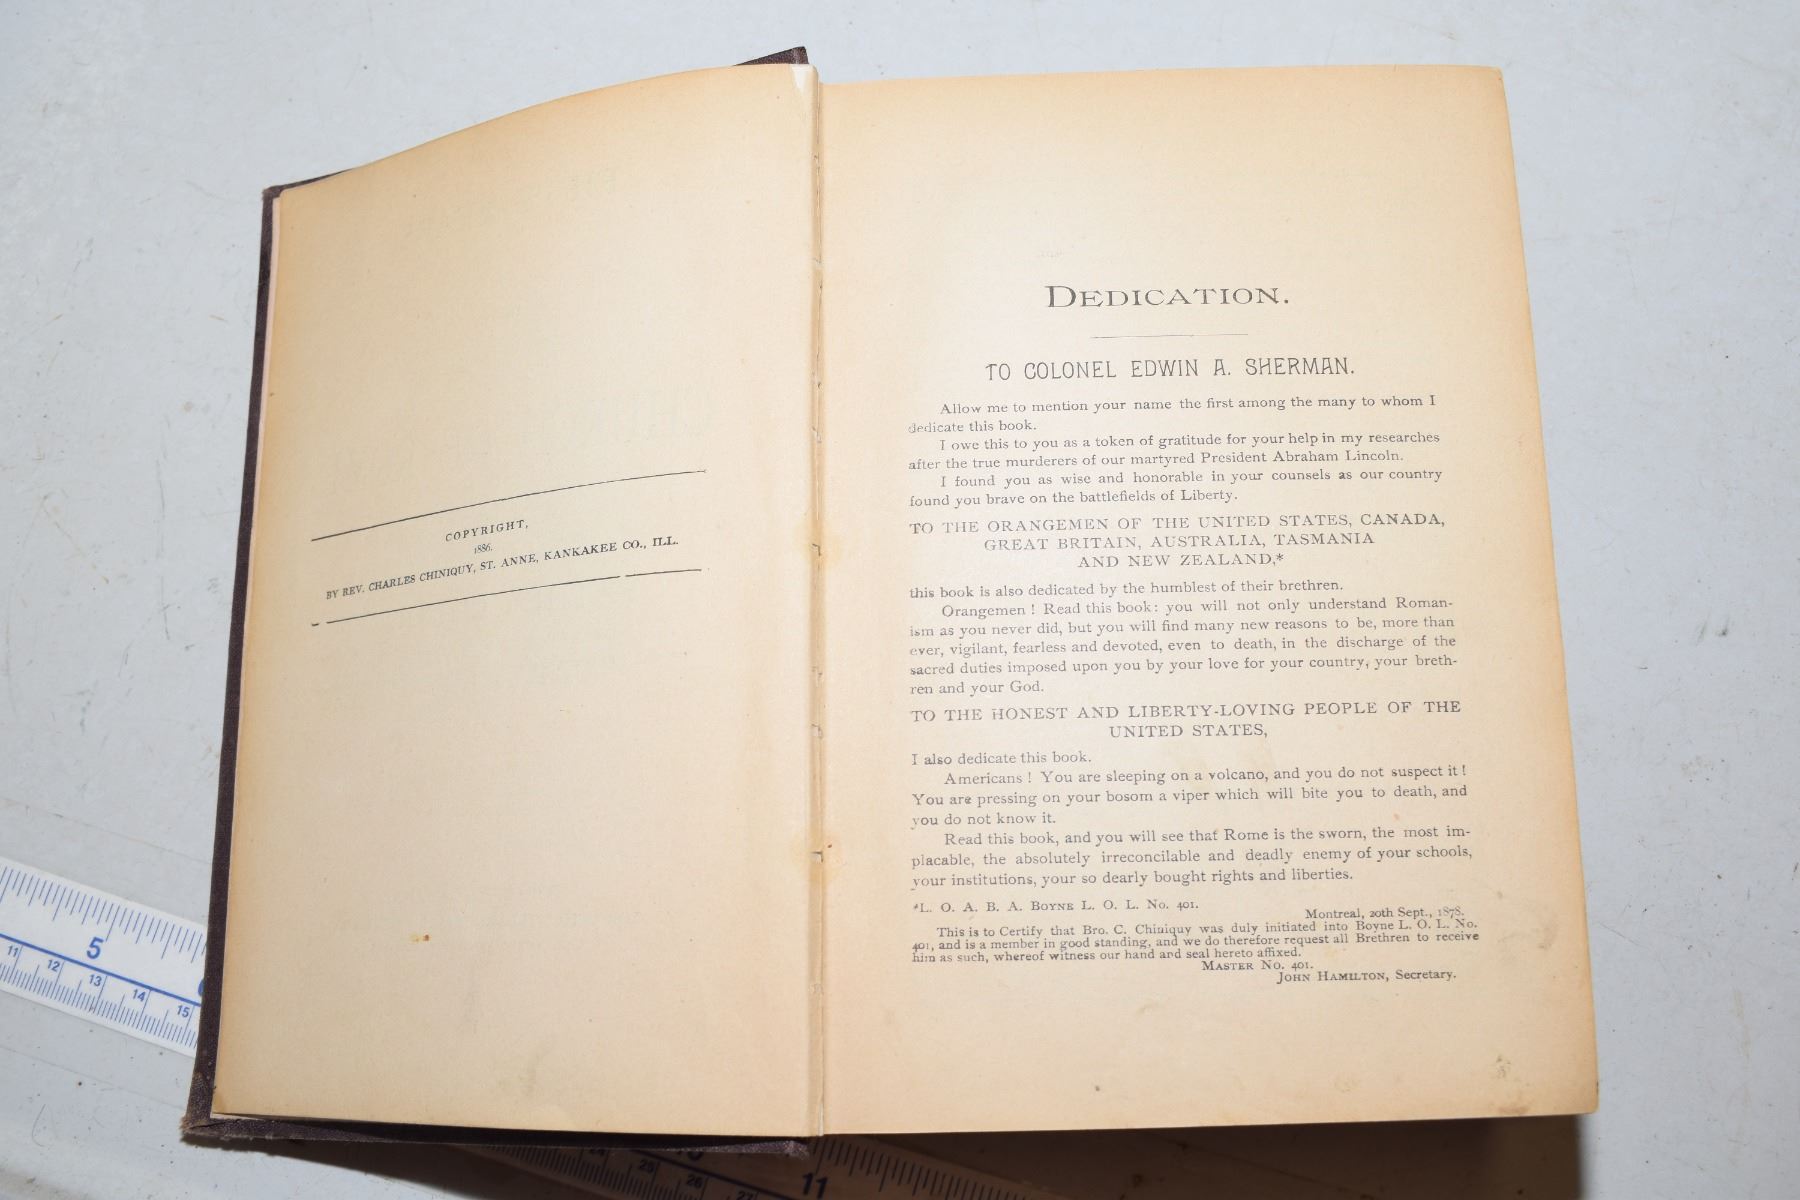 COPYRIGHT,
1886.
BY REV. CHARLES CHINIQUY, ST. ANNE, KANKAKEE CO., ILL.
DEDICATION.
TO COLONEL EDWIN A. SHERMAN.
Allow me to mention your name the first among the many to whom I
dedicate this book.
I owe this to you as a token of gratitude for your help in my researches
after the true murderers of our martyred President Abraham Lincoln.
I found you as wise and honorable in your counsels as our country
found you brave on the battlefields of Liberty.
TO THE ORANGEMEN OF THE UNITED STATES, CANADA,
GREAT BRITAIN, AUSTRALIA, TASMANIA
AND NEW ZEALAND,*
this book is also dedicated by the humblest of their brethren.
Orangemen! Read this book: you will not only understand Roman-
ism as you never did, but you will find many new reasons to be, more than
ever, vigilant, fearless and devoted, even to death, in the discharge of the
sacred duties imposed upon you by your love for your country, your breth-
ren and your God.
TO THE HONEST AND LIBERTY-LOVING PEOPLE OF THE
UNITED STATES,
I also dedicate this book.
Americans! You are sleeping on a volcano, and you do not suspect it!
You are pressing on your bosom a viper which will bite you to death, and
you do not know it.
Read this book, and you will see that Rome is the sworn, the most im-
placable, the absolutely irreconcilable and deadly enemy of your schools,
your institutions, your so dearly bought rights and liberties.
*L. O. A. B. A. BOYNE L. O. L. No. 401.
Montreal, 20th Sept., 1878.
This is to Certify that Bro. C. Chiniquy was duly initiated into Boyne L. O. L. No.
401, and is a member in good standing, and we do therefore request all Brethren to receive
him as such, whereof witness our hand and seal hereto affixed.
MASTER No. 401.
JOHN HAMILTON, Secretary.
5
11 12 13 14 15
24 25 26 27
11